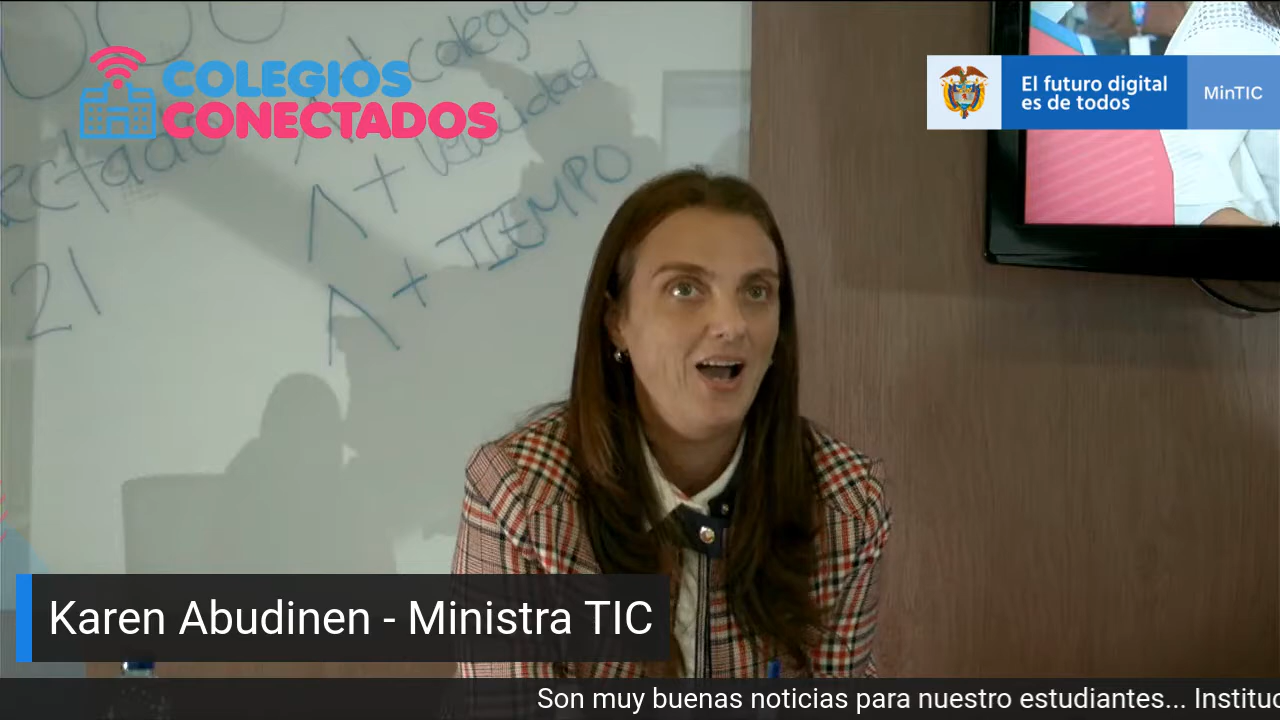 Colegios
COLEGIOS
CONECTADOS
El futuro digital
es de todos
MinTIC
+
+ TIEMPO
+
21
Karen Abudinen - Ministra TIC
Son muy buenas noticias para nuestro estudiantes...